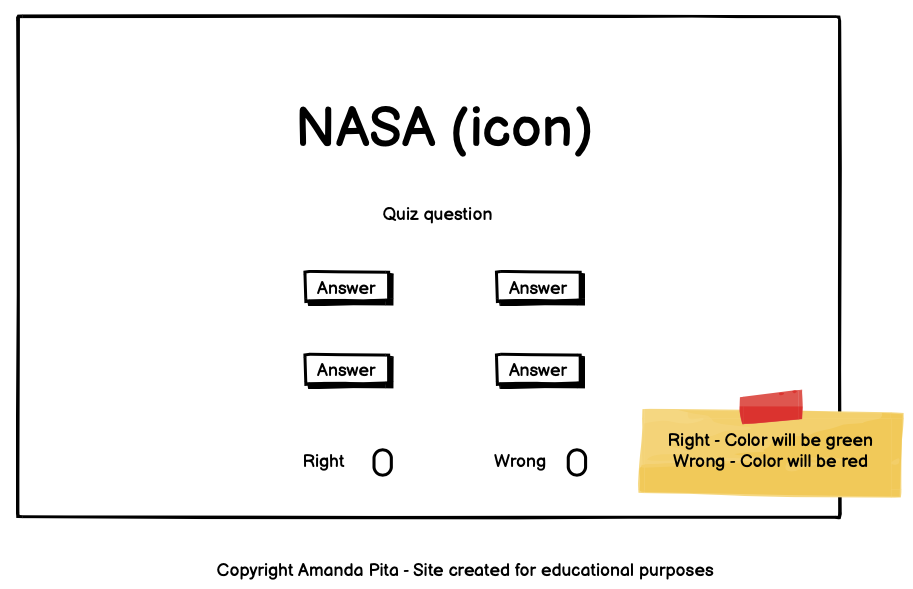 NASA (icon)
Quiz question
Answer Answer
Answer Answer
Right 0 Wrong 0
Right - Color will be green
Wrong - Color will be red
Copyright Amanda Pita - Site created for educational purposes